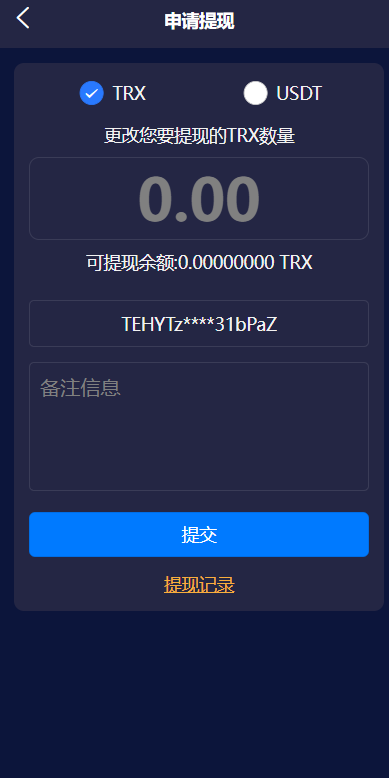 申请提现
TRX USDT
更改您要提现的TRX数量
0.00
可提现余额:0.00000000 TRX
TEHYTz****31bPaZ
备注信息
提交
提现记录